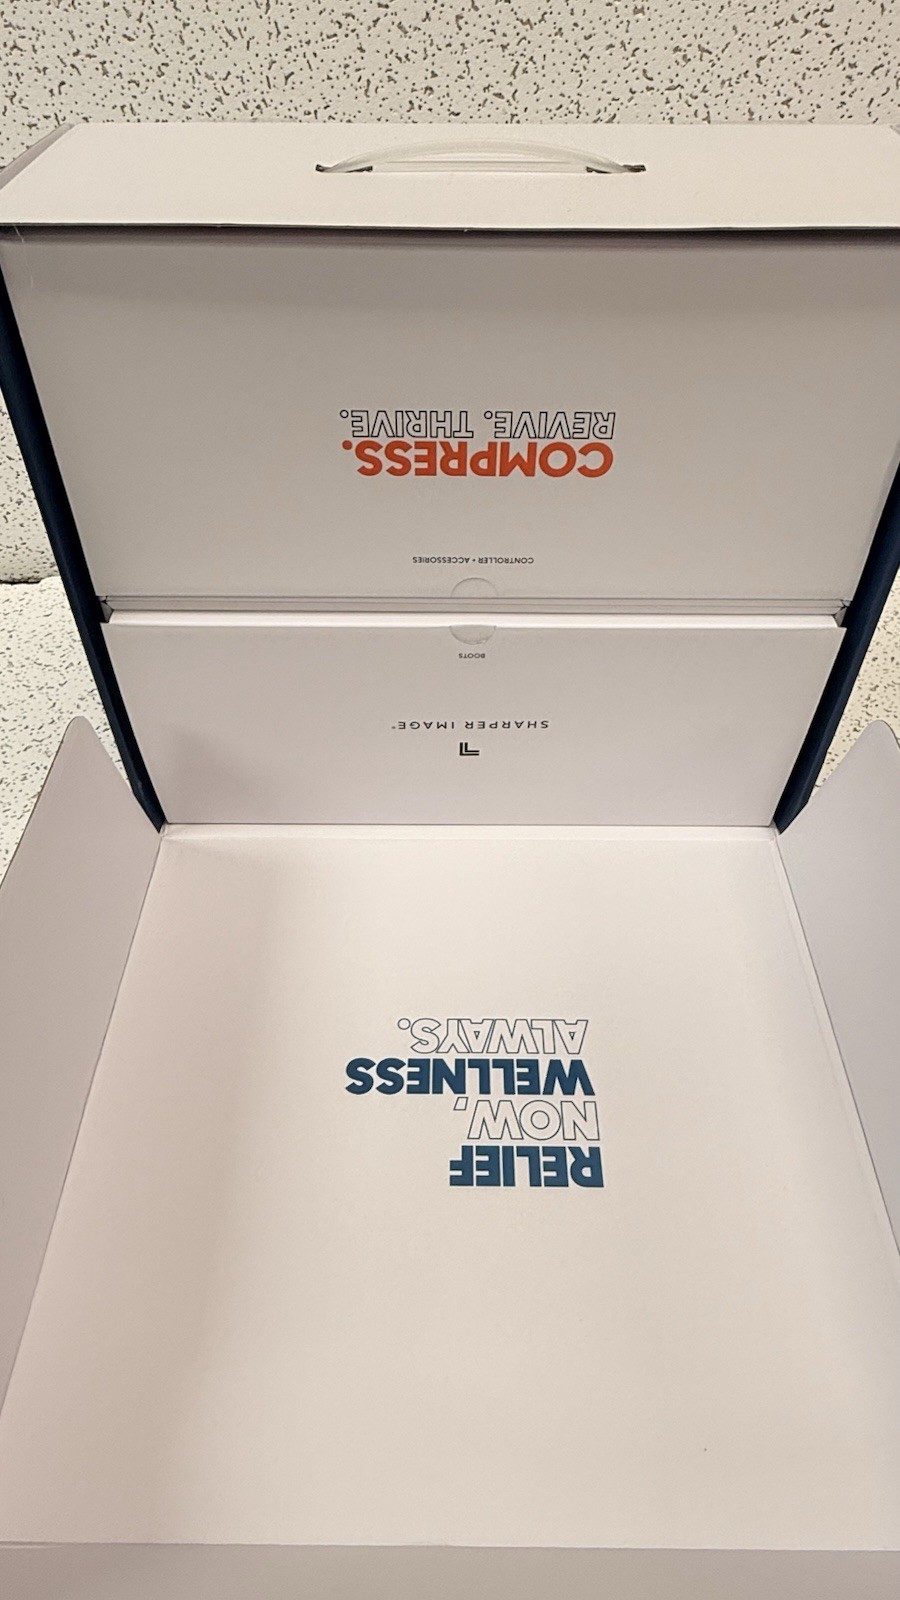 RELIEF
NOW,
WELLNESS
ALWAYS.
SHARPER IMAGE®
BOOTS
CONTROLLER + ACCESSORIES
COMPRESS.
REVIVE. THRIVE.